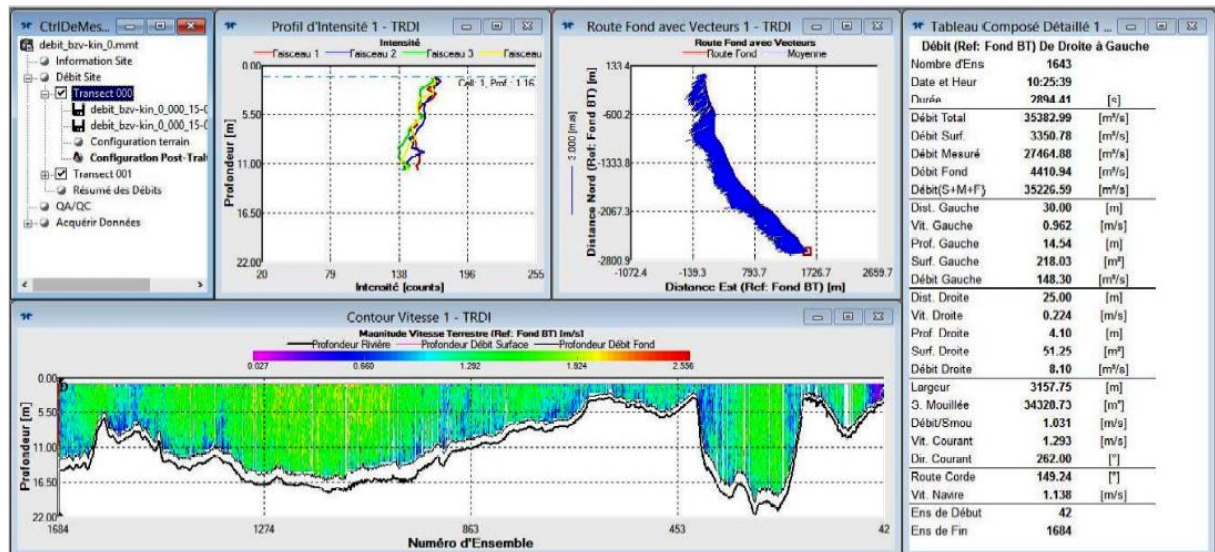 CtrlDeMes...
debit_bzv-kin_0.mmt
Information Site
Débit Site
Transect 000
debit_bzv-kin_0_000_15-0
debit_bzv-kin_0_000_15-0
Configuration terrain
Configuration Post-Trait
Transect 001
Résumé des Débits
QA/QC
Acquérir Données
Profil d'Intensité 1 - TRDI
Intensité
Faisceau 1 Faisceau 2 Faisceau 3 Faisceau
Cell: 1, Prof.: 1.16
Profondeur [m]
0.00
5.50
11.00
16.50
22.00
20 79 138 196 255
Intensité [counts]
Route Fond avec Vecteurs 1 - TRDI
Route Fond avec Vecteurs
Route Fond Moyenne
2.000 [m/s]
Distance Nord (Ref: Fond BT) [m]
133.4
-600.2
-1333.8
-2067.3
-2800.9
-1072.4 -139.3 793.7 1726.7 2659.7
Distance Est (Ref: Fond BT) [m]
Contour Vitesse 1 - TRDI
Magnitude Vitesse Terrestre (Ref: Fond BT) [m/s]
Profondeur Rivière Profondeur Débit Surface Profondeur Débit Fond
0.027 0.660 1.292 1.924 2.556
Profondeur [m]
0.00
5.50
11.00
16.50
22.00
1684 1274 863 453 42
Numéro d'Ensemble
Tableau Composé Détaillé 1 ...
Débit (Ref: Fond BT) De Droite à Gauche
Nombre d'Ens 1643
Date et Heur 10:25:39
Durée 2894.41 [s]
Débit Total 35382.99 [m³/s]
Débit Surf. 3350.78 [m³/s]
Débit Mesuré 27464.88 [m³/s]
Débit Fond 4410.94 [m³/s]
Débit(S+M+F) 35226.59 [m³/s]
Dist. Gauche 30.00 [m]
Vit. Gauche 0.962 [m/s]
Prof. Gauche 14.54 [m]
Surf. Gauche 218.03 [m²]
Débit Gauche 148.30 [m³/s]
Dist. Droite 25.00 [m]
Vit. Droite 0.224 [m/s]
Prof. Droite 4.10 [m]
Surf. Droite 51.25 [m²]
Débit Droite 8.10 [m³/s]
Largeur 3157.75 [m]
S. Mouillée 34320.73 [m²]
Débit/Smou 1.031 [m/s]
Vit. Courant 1.293 [m/s]
Dir. Courant 262.00 [°]
Route Corde 149.24 [°]
Vit. Navire 1.138 [m/s]
Ens de Début 42
Ens de Fin 1684